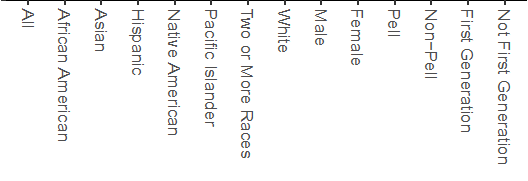 All
African American
Asian
Hispanic
Native American
Pacific Islander
Two or More Races
White
Male
Female
Pell
Non-Pell
First Generation
Not First Generation